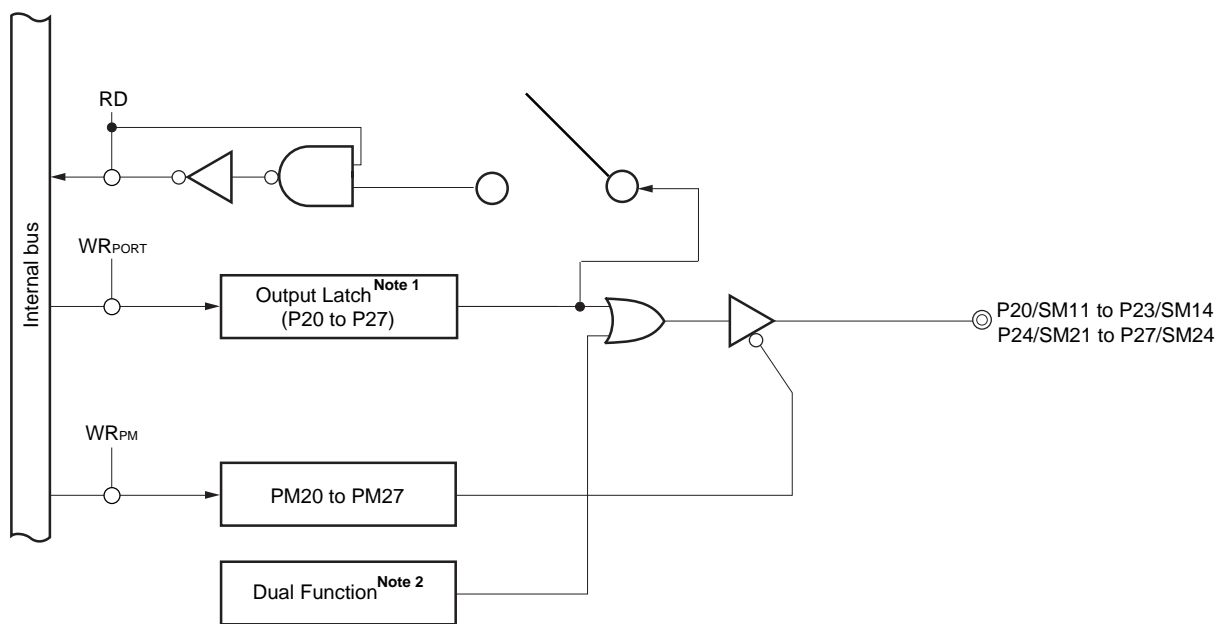 RD
Internal bus
WRPORT
Output Latch Note 1
(P20 to P27)
P20/SM11 to P23/SM14
P24/SM21 to P27/SM24
WRPM
PM20 to PM27
Dual Function Note 2